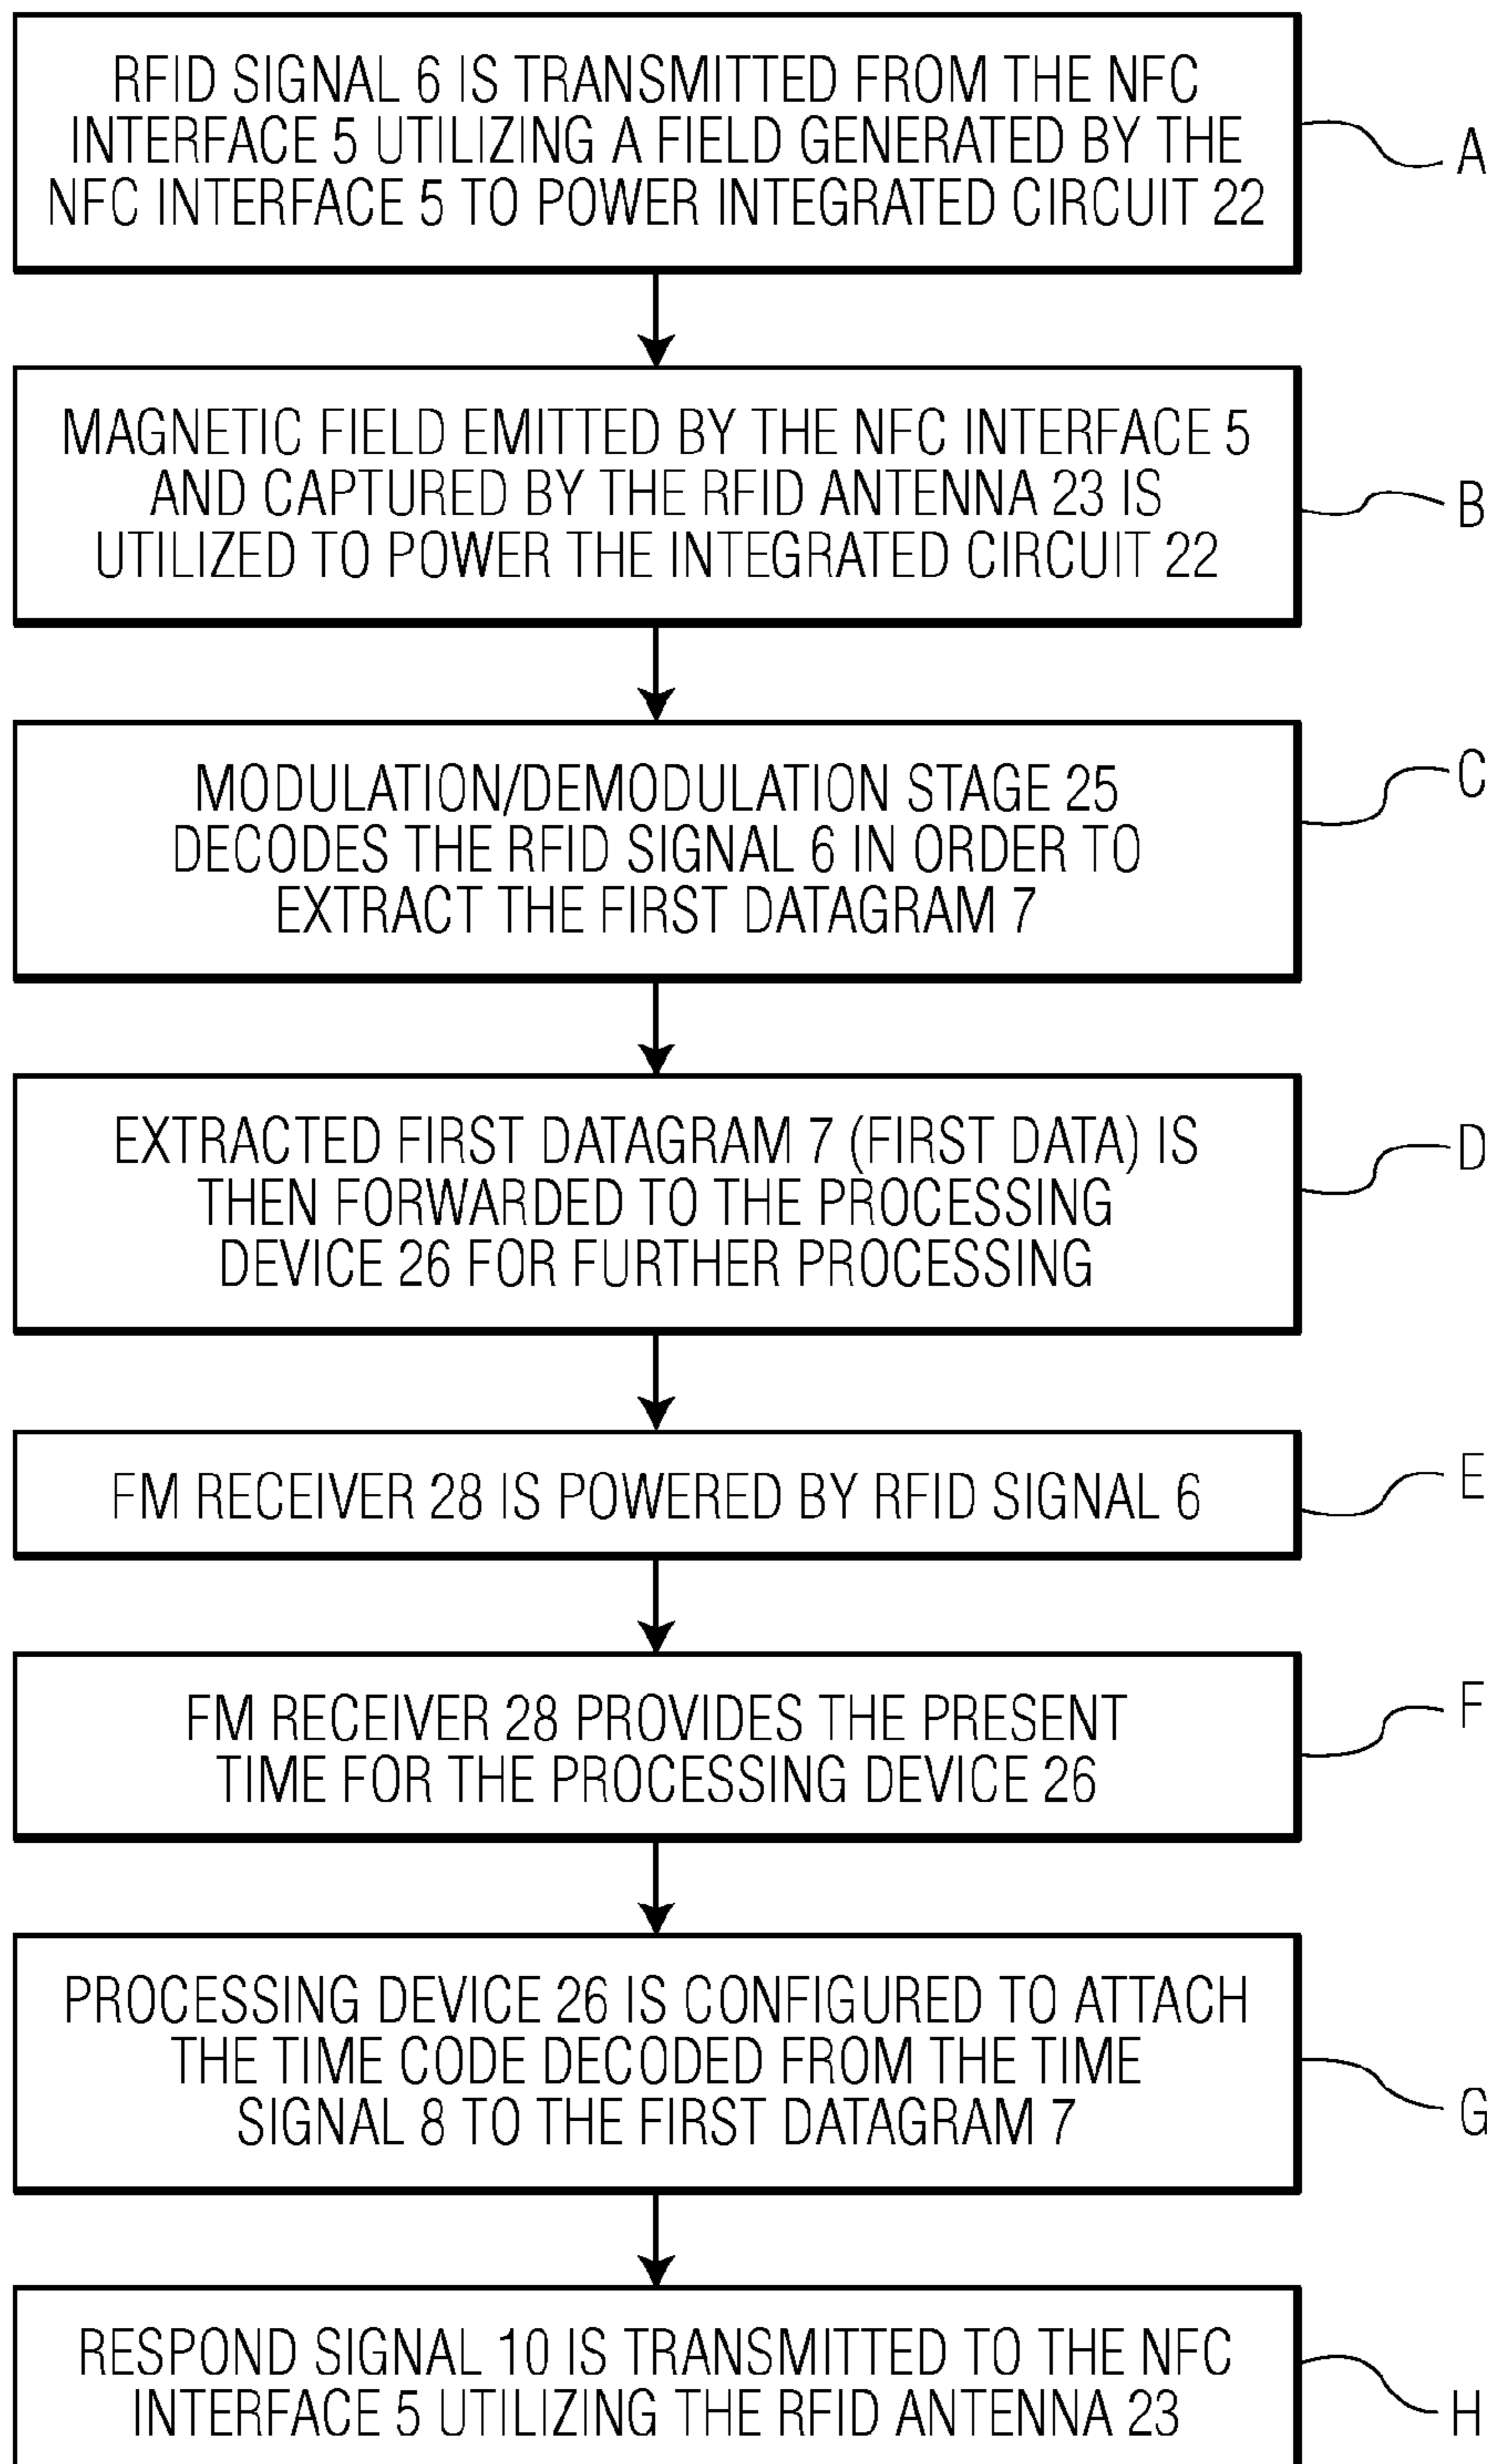 RFID SIGNAL 6 IS TRANSMITTED FROM THE NFC
INTERFACE 5 UTILIZING A FIELD GENERATED BY THE
NFC INTERFACE 5 TO POWER INTEGRATED CIRCUIT 22
A
MAGNETIC FIELD EMITTED BY THE NFC INTERFACE 5
AND CAPTURED BY THE RFID ANTENNA 23 IS
UTILIZED TO POWER THE INTEGRATED CIRCUIT 22
B
MODULATION/DEMODULATION STAGE 25
DECODES THE RFID SIGNAL 6 IN ORDER TO
EXTRACT THE FIRST DATAGRAM 7
C
EXTRACTED FIRST DATAGRAM 7 (FIRST DATA) IS
THEN FORWARDED TO THE PROCESSING
DEVICE 26 FOR FURTHER PROCESSING
D
FM RECEIVER 28 IS POWERED BY RFID SIGNAL 6
E
FM RECEIVER 28 PROVIDES THE PRESENT
TIME FOR THE PROCESSING DEVICE 26
F
PROCESSING DEVICE 26 IS CONFIGURED TO ATTACH
THE TIME CODE DECODED FROM THE TIME
SIGNAL 8 TO THE FIRST DATAGRAM 7
G
RESPOND SIGNAL 10 IS TRANSMITTED TO THE NFC
INTERFACE 5 UTILIZING THE RFID ANTENNA 23
H